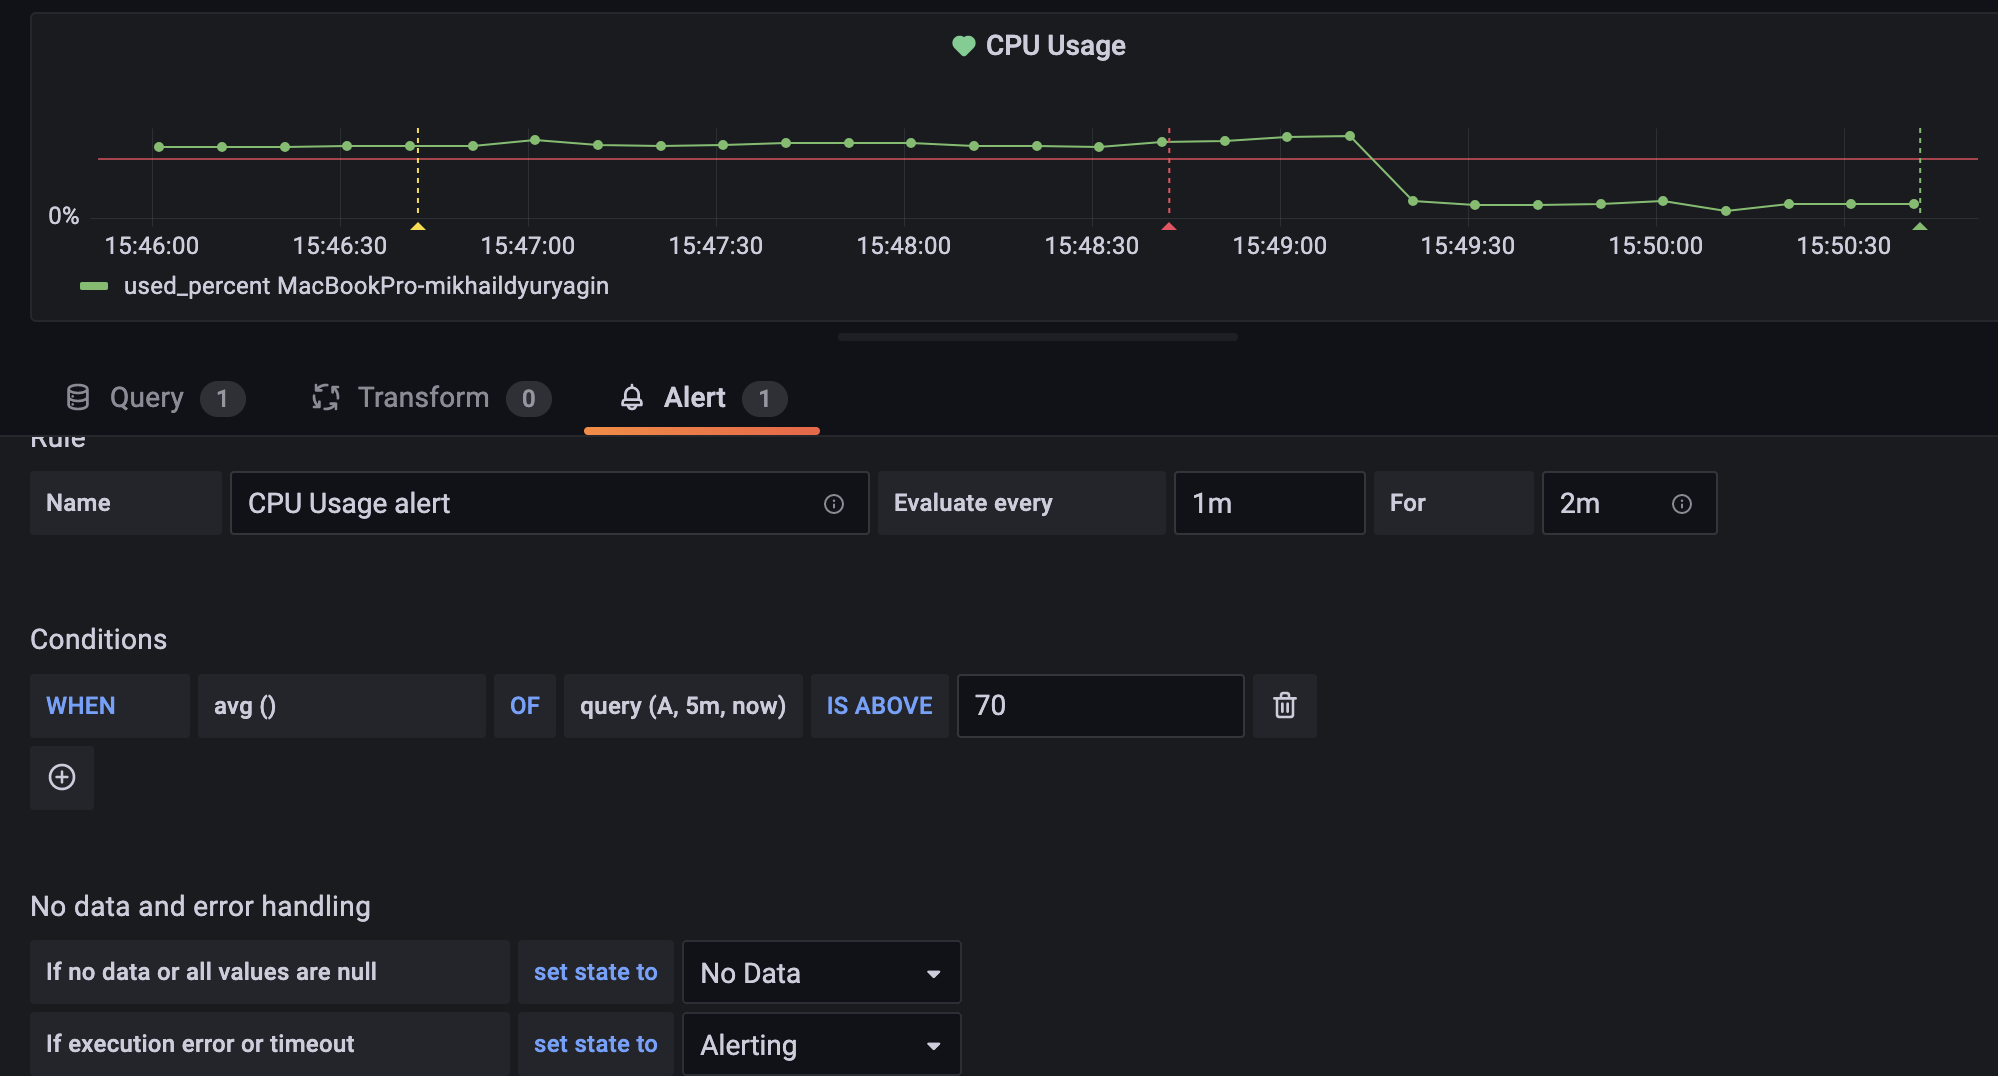 CPU Usage
0%
15:46:00 15:46:30 15:47:00 15:47:30 15:48:00 15:48:30 15:49:00 15:49:30 15:50:00 15:50:30
used_percent MacBookPro-mikhaildyuryagin
Query 1 Transform 0 Alert 1
Rule
Name CPU Usage alert Evaluate every 1m For 2m
Conditions
WHEN avg () OF query (A, 5m, now) IS ABOVE 70
No data and error handling
If no data or all values are null set state to No Data
If execution error or timeout set state to Alerting